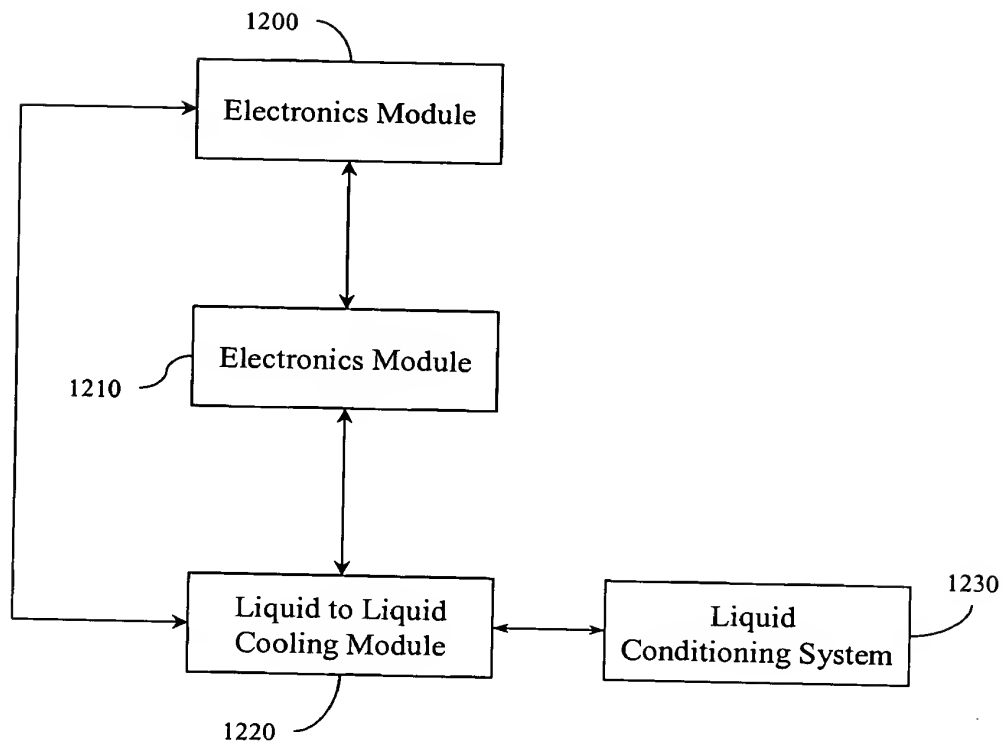 1200
Electronics Module
Electronics Module
1210
Liquid to Liquid
Cooling Module
1220
Liquid
Conditioning System
1230